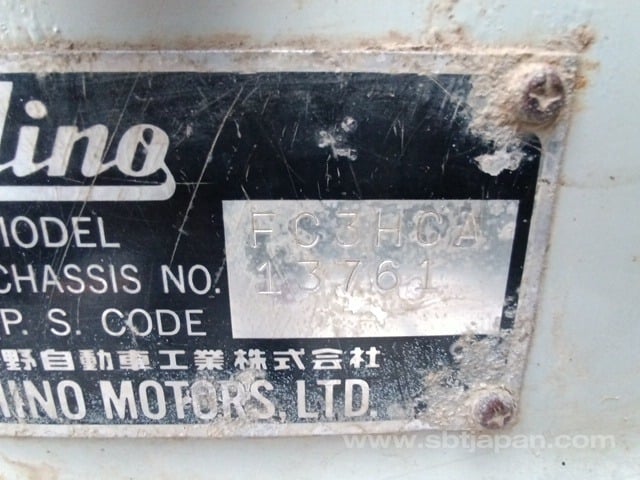 Hino
MODEL FC3HCA
CHASSIS NO. 13761
P. S. CODE
野自動車工業株式会社
HINO MOTORS, LTD.
www.sbtjapan.com